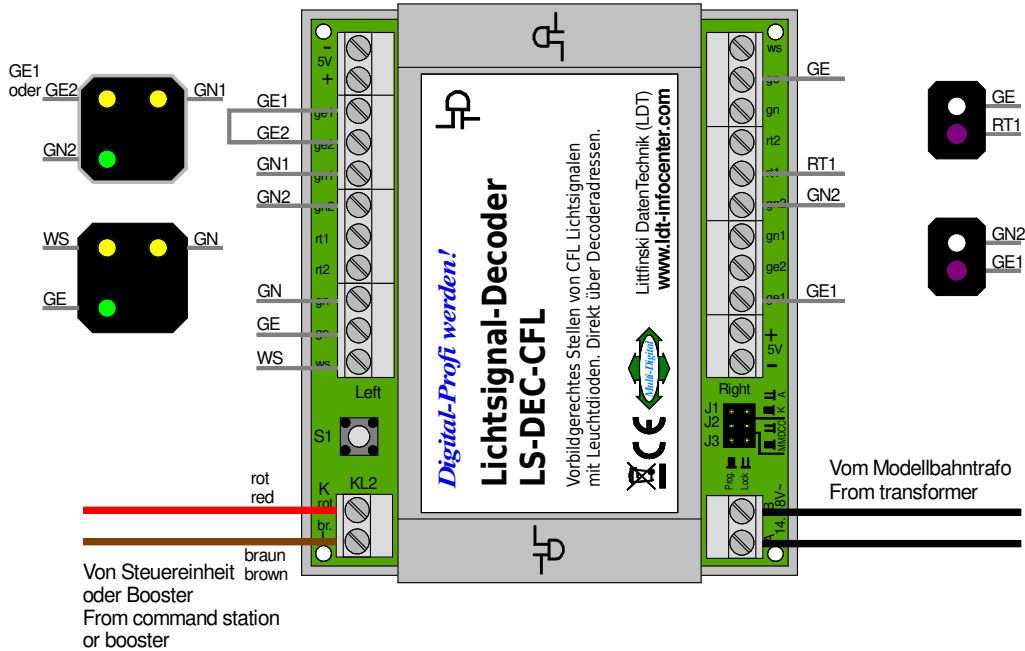 GE1
oder GE2
GN1
GN2
WS
GN
GE
GE1
GE2
GN1
GN2
GN
GE
WS
-
5V
+
ge1
ge2
gn1
gn2
rt1
rt2
gn
ge
ws
Left
S1
K
rot
br.
KL2
rot
red
braun
brown
Von Steuereinheit
oder Booster
From command station
or booster
Digital-Profi werden!
Lichtsignal-Decoder
LS-DEC-CFL
Vorbildgerechtes Stellen von CFL Lichtsignalen
mit Leuchtdioden. Direkt über Decoderadressen.
Littfinski DatenTechnik (LDT)
www.ldt-infocenter.com
Multi-Digital
CE
ws
ge
gn
rt2
rt1
gn2
gn1
ge2
ge1
+
5V
-
Right
J1
J2
J3
K A
MM DCC
Prog.
Lock
B
A
GE
RT1
GN2
GE1
GE
RT1
GN2
GE1
Vom Modellbahntrafo
From transformer